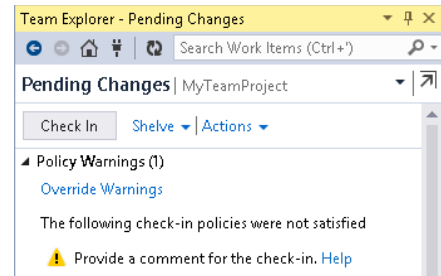 Team Explorer - Pending Changes
Search Work Items (Ctrl+')
Pending Changes | MyTeamProject
Check In Shelve Actions
Policy Warnings (1)
Override Warnings
The following check-in policies were not satisfied
Provide a comment for the check-in. Help